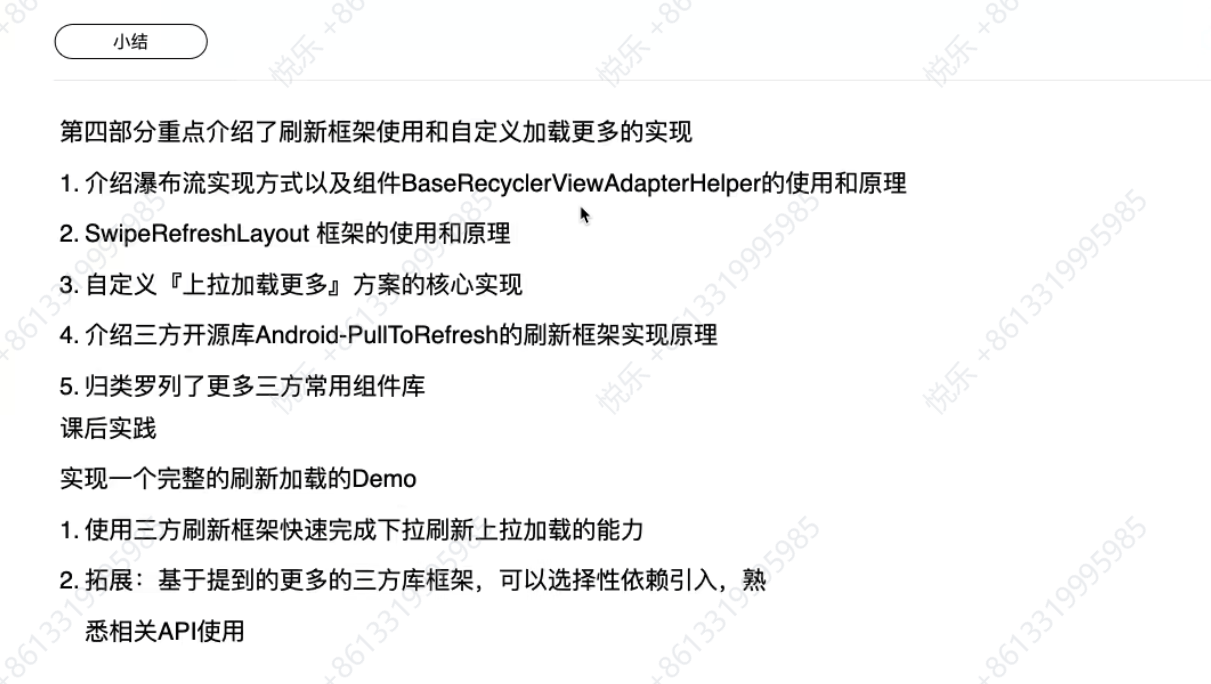 小结
第四部分重点介绍了刷新框架使用和自定义加载更多的实现
1. 介绍瀑布流实现方式以及组件BaseRecyclerViewAdapterHelper的使用和原理
2. SwipeRefreshLayout 框架的使用和原理
3. 自定义『上拉加载更多』方案的核心实现
4. 介绍三方开源库Android-PullToRefresh的刷新框架实现原理
5. 归类罗列了更多三方常用组件库
课后实践
实现一个完整的刷新加载的Demo
1. 使用三方刷新框架快速完成下拉刷新上拉加载的能力
2. 拓展：基于提到的更多的三方库框架，可以选择性依赖引入，熟
悉相关API使用
悦乐 +8613319995985